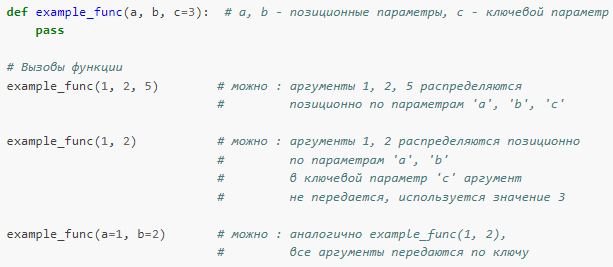 def example_func(a, b, c=3):  # a, b - позиционные параметры, c - ключевой параметр
    pass

# Вызовы функции
example_func(1, 2, 5)        # можно : аргументы 1, 2, 5 распределяются
                             #         позиционно по параметрам 'a', 'b', 'c'

example_func(1, 2)           # можно : аргументы 1, 2 распределяются позиционно
                             #         по параметрам 'a', 'b'
                             #         в ключевой параметр 'c' аргумент
                             #         не передается, используется значение 3

example_func(a=1, b=2)       # можно : аналогично example_func(1, 2),
                             #         все аргументы передаются по ключу